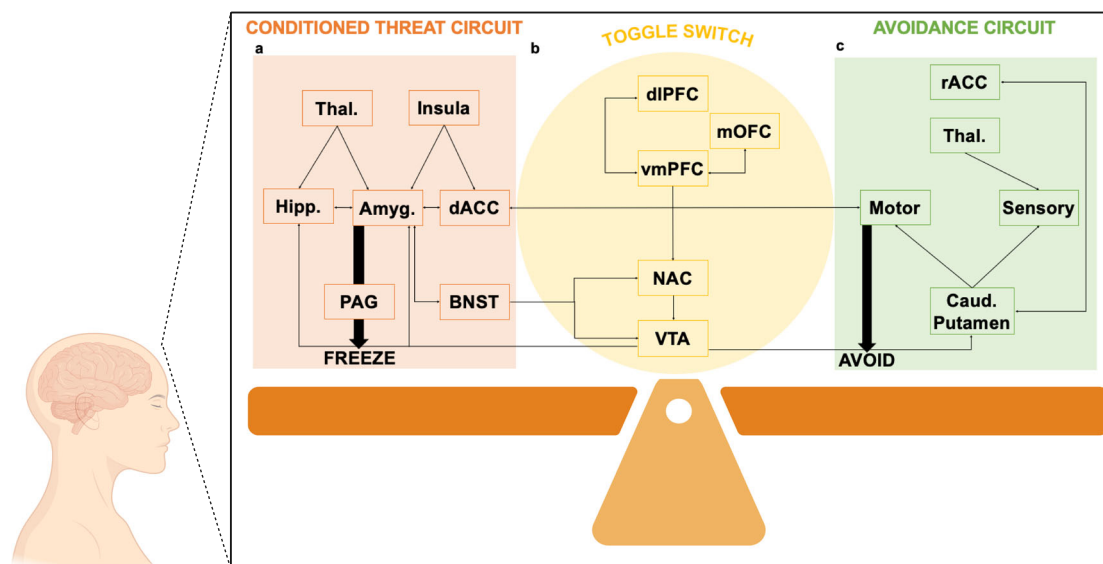 CONDITIONED THREAT CIRCUIT
TOGGLE SWITCH
AVOIDANCE CIRCUIT
a
b
c
Thal.
Insula
Hipp.
Amyg.
dACC
PAG
BNST
FREEZE
dlPFC
mOFC
vmPFC
NAC
VTA
rACC
Thal.
Motor
Sensory
Caud.
Putamen
AVOID